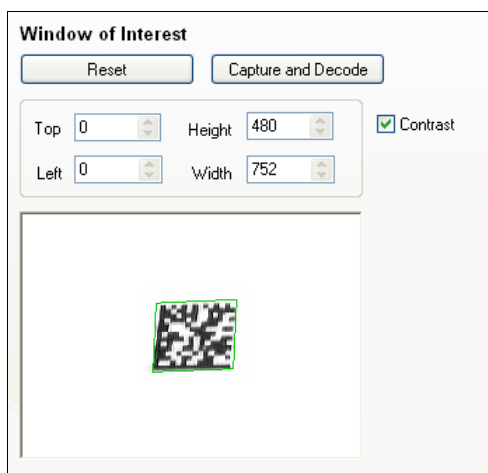 Window of Interest
Reset Capture and Decode
Top 0 Height 480 Contrast
Left 0 Width 752